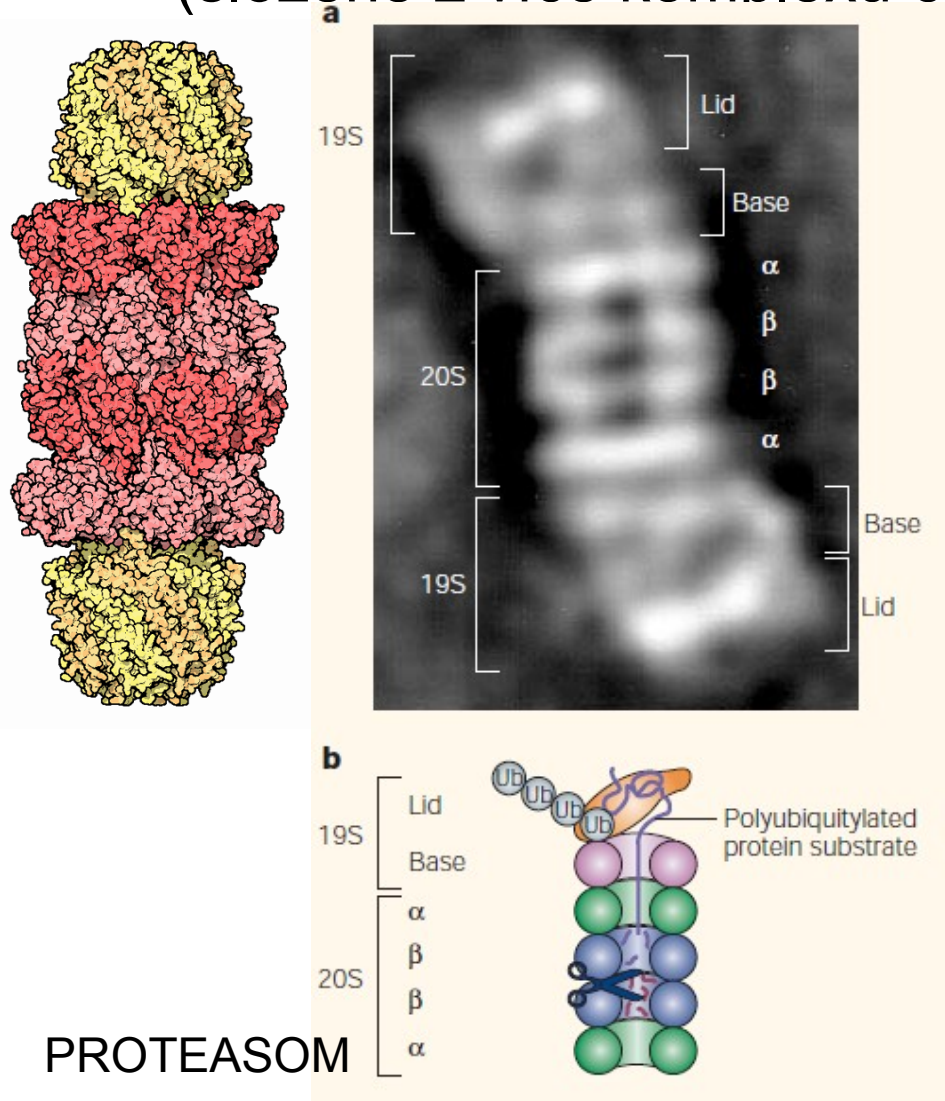 a
19S
Lid
Base
α
β
20S
β
α
Base
19S
Lid
b
Ub
Ub
Ub
Ub
Lid
19S
Base
Polyubiquitylated
protein substrate
α
β
20S
β
α
PROTEASOM